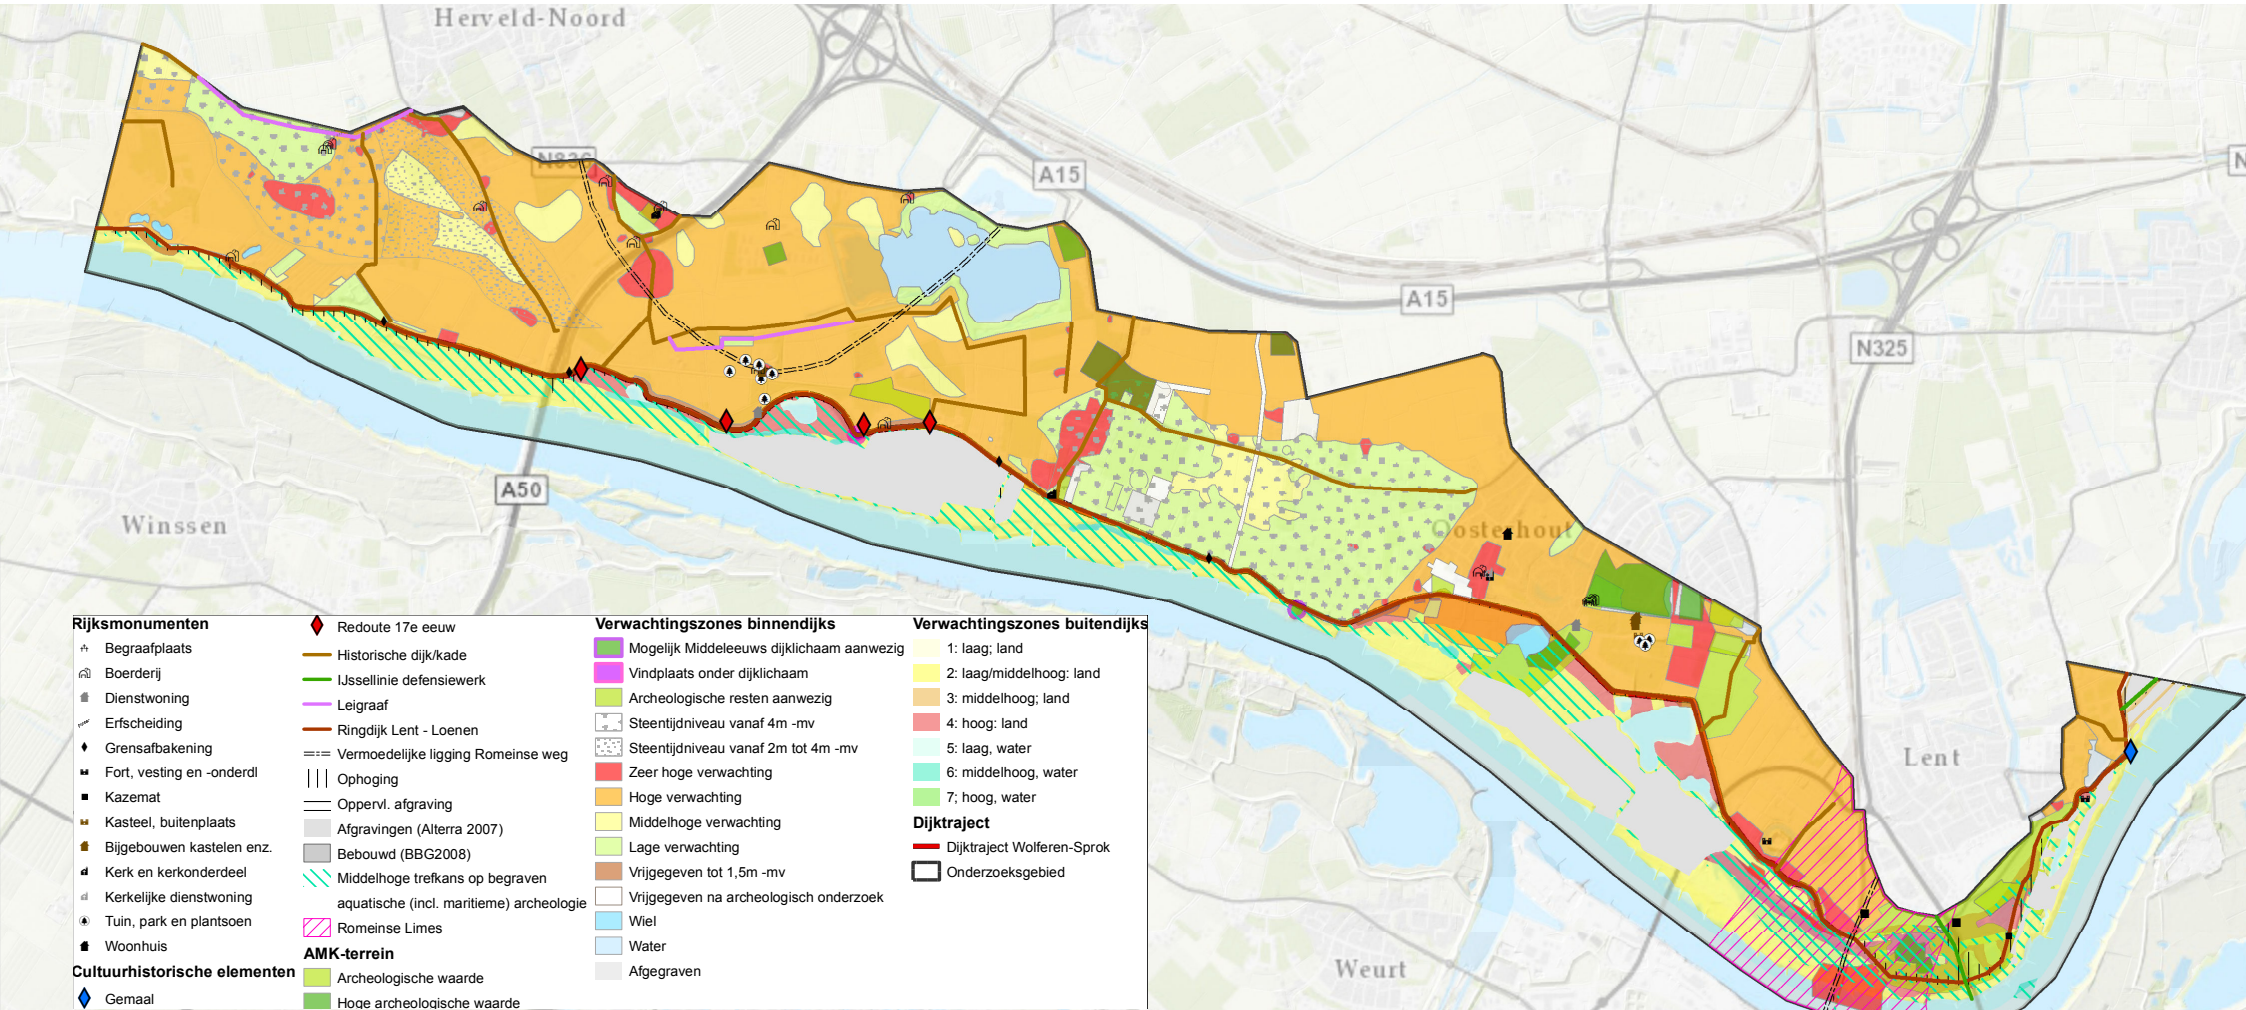 Herveld-Noord
N836
A15
N
A15
N325
A50
Winssen
Oosterhout
Lent
Weurt
Rijksmonumenten
Begraafplaats
Boerderij
Dienstwoning
Erfscheiding
Grensafbakening
Fort, vesting en -onderdl
Kazemat
Kasteel, buitenplaats
Bijgebouwen kastelen enz.
Kerk en kerkonderdeel
Kerkelijke dienstwoning
Tuin, park en plantsoen
Woonhuis
Cultuurhistorische elementen
Gemaal
Redoute 17e eeuw
Historische dijk/kade
IJssellinie defensiewerk
Leigraaf
Ringdijk Lent - Loenen
Vermoedelijke ligging Romeinse weg
Ophoging
Oppervl. afgraving
Afgravingen (Alterra 2007)
Bebouwd (BBG2008)
Middelhoge trefkans op begraven
aquatische (incl. maritieme) archeologie
Romeinse Limes
AMK-terrein
Archeologische waarde
Hoge archeologische waarde
Verwachtingszones binnendijks
Mogelijk Middeleeuws dijklichaam aanwezig
Vindplaats onder dijklichaam
Archeologische resten aanwezig
Steentijdniveau vanaf 4m -mv
Steentijdniveau vanaf 2m tot 4m -mv
Zeer hoge verwachting
Hoge verwachting
Middelhoge verwachting
Lage verwachting
Vrijgegeven tot 1,5m -mv
Vrijgegeven na archeologisch onderzoek
Wiel
Water
Afgegraven
Verwachtingszones buitendijks
1: laag; land
2: laag/middelhoog: land
3: middelhoog; land
4: hoog: land
5: laag, water
6: middelhoog, water
7; hoog, water
Dijktraject
Dijktraject Wolferen-Sprok
Onderzoeksgebied